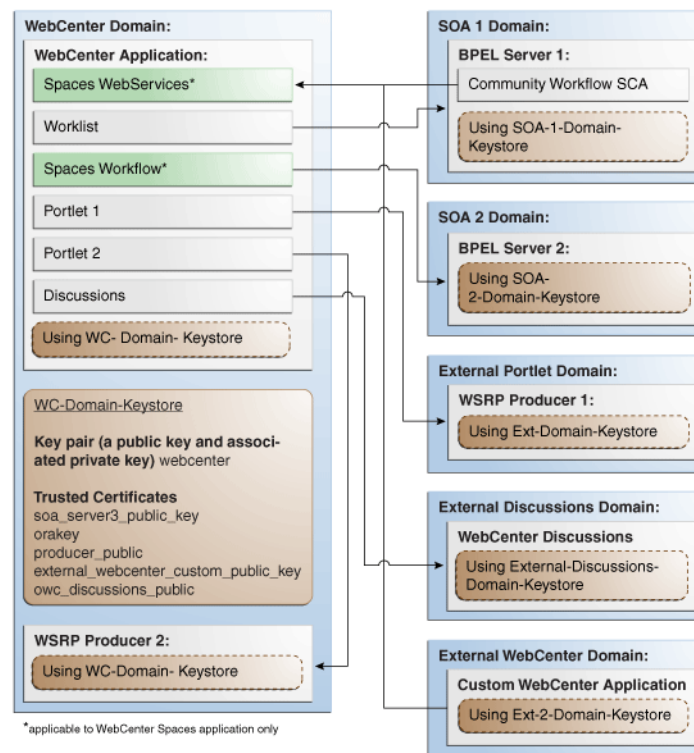 WebCenter Domain:
WebCenter Application:
Spaces WebServices*
Worklist
Spaces Workflow*
Portlet 1
Portlet 2
Discussions
Using WC- Domain- Keystore
WC-Domain-Keystore
Key pair (a public key and associ-
ated private key) webcenter
Trusted Certificates
soa_server3_public_key
orakey
producer_public
external_webcenter_custom_public_key
owc_discussions_public
WSRP Producer 2:
Using WC-Domain- Keystore
*applicable to WebCenter Spaces application only
SOA 1 Domain:
BPEL Server 1:
Community Workflow SCA
Using SOA-1-Domain-
Keystore
SOA 2 Domain:
BPEL Server 2:
Using SOA-
2-Domain-Keystore
External Portlet Domain:
WSRP Producer 1:
Using Ext-Domain-Keystore
External Discussions Domain:
WebCenter Discussions
Using External-Discussions-
Domain-Keystore
External WebCenter Domain:
Custom WebCenter Application
Using Ext-2-Domain-Keystore